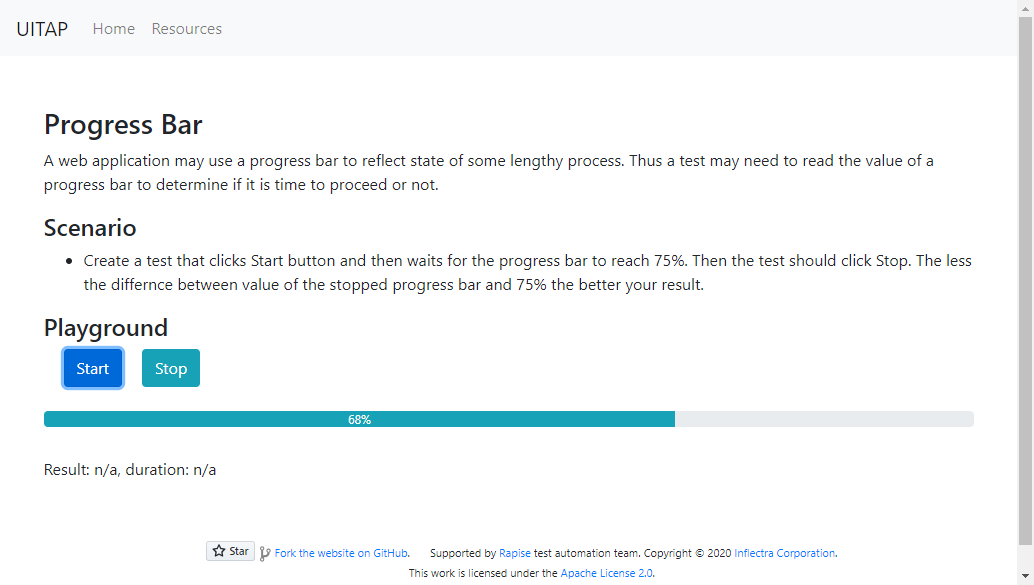 UITAP Home Resources
Progress Bar
A web application may use a progress bar to reflect state of some lengthy process. Thus a test may need to read the value of a
progress bar to determine if it is time to proceed or not.
Scenario
• Create a test that clicks Start button and then waits for the progress bar to reach 75%. Then the test should click Stop. The less
the differnce between value of the stopped progress bar and 75% the better your result.
Playground
Start Stop
68%
Result: n/a, duration: n/a
Star Fork the website on GitHub. Supported by Rapise test automation team. Copyright © 2020 Inflectra Corporation.
This work is licensed under the Apache License 2.0.